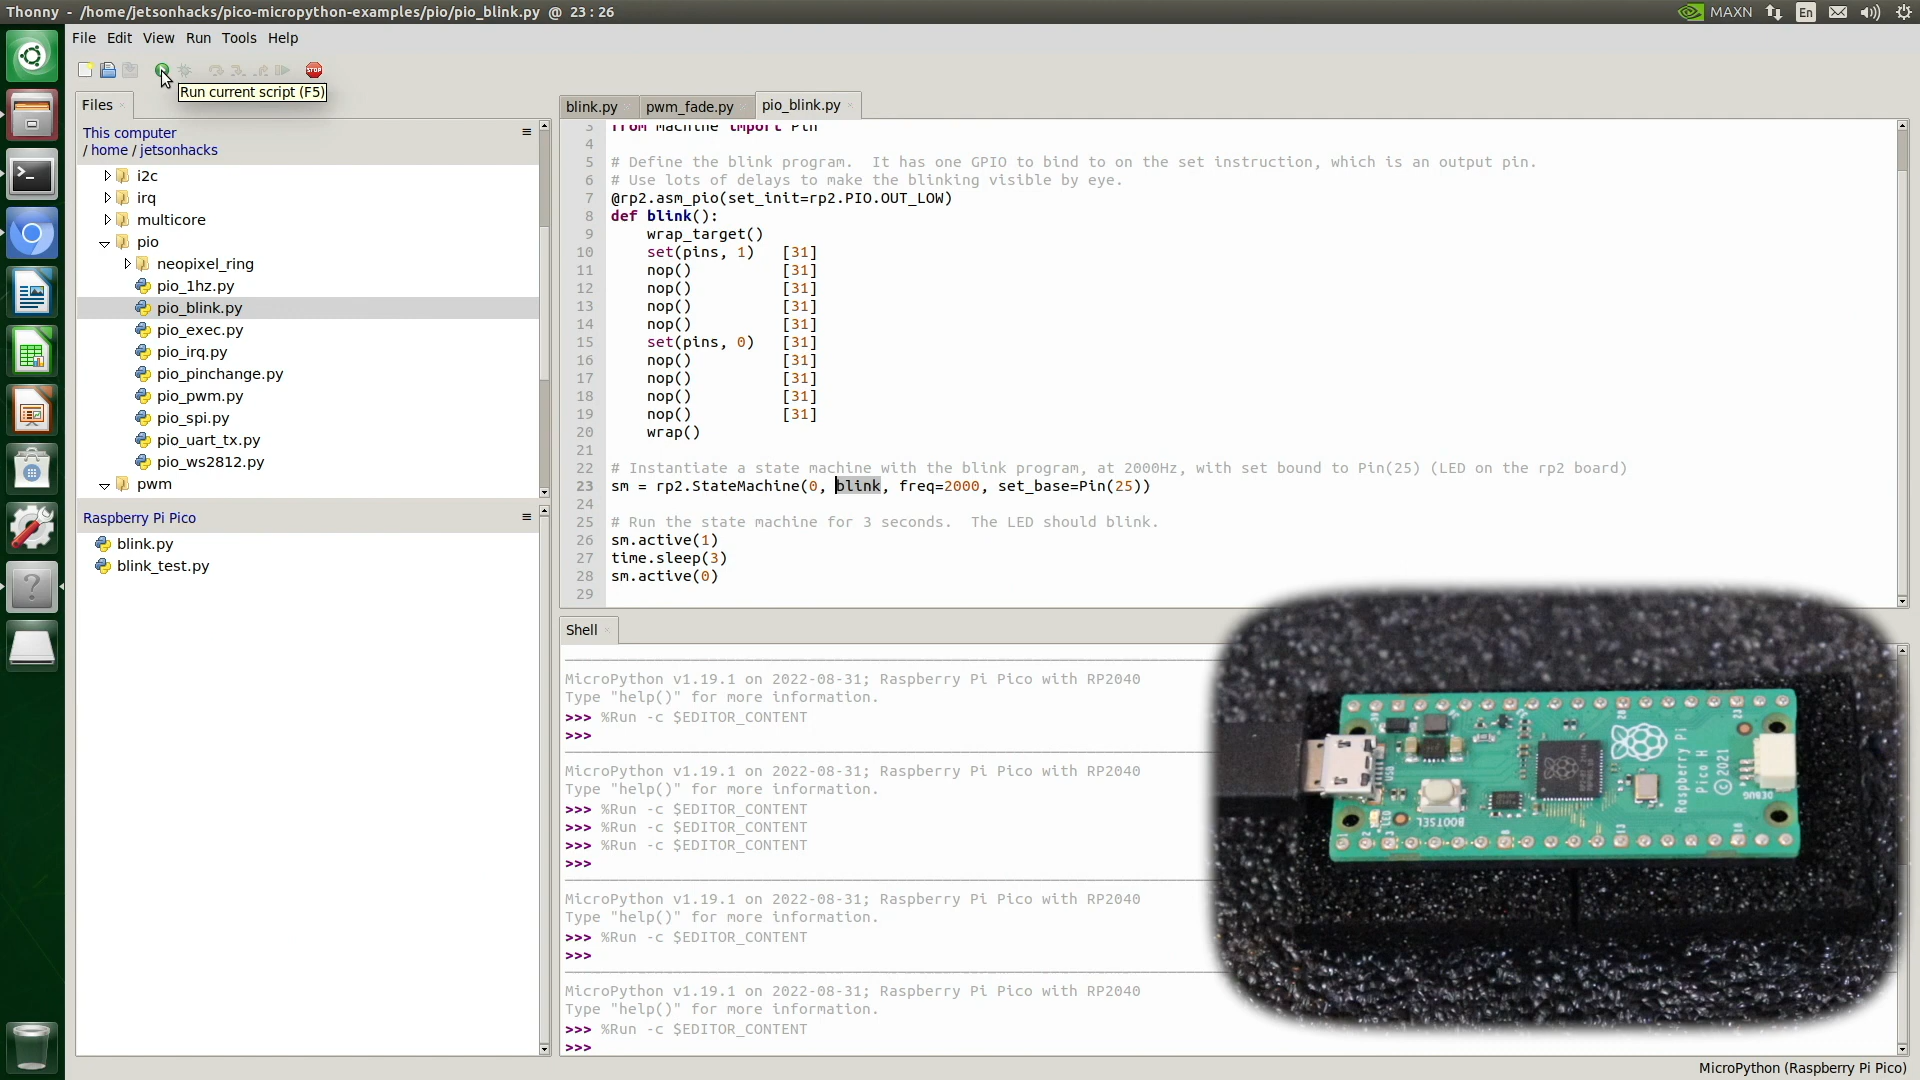 Thonny - /home/jetsonhacks/pico-micropython-examples/pio/pio_blink.py @ 23 : 26
MAXN
En
File Edit View Run Tools Help
STOP
Run current script (F5)
Files
This computer
/ home / jetsonhacks
i2c
irq
multicore
pio
neopixel_ring
pio_1hz.py
pio_blink.py
pio_exec.py
pio_irq.py
pio_pinchange.py
pio_pwm.py
pio_spi.py
pio_uart_tx.py
pio_ws2812.py
pwm
Raspberry Pi Pico
blink.py
blink_test.py
blink.py pwm_fade.py pio_blink.py
3 from machine import Pin
4
5 # Define the blink program.  It has one GPIO to bind to on the set instruction, which is an output pin.
6 # Use lots of delays to make the blinking visible by eye.
7 @rp2.asm_pio(set_init=rp2.PIO.OUT_LOW)
8 def blink():
9     wrap_target()
10     set(pins, 1)   [31]
11     nop()          [31]
12     nop()          [31]
13     nop()          [31]
14     nop()          [31]
15     set(pins, 0)   [31]
16     nop()          [31]
17     nop()          [31]
18     nop()          [31]
19     nop()          [31]
20     wrap()
21
22 # Instantiate a state machine with the blink program, at 2000Hz, with set bound to Pin(25) (LED on the rp2 board)
23 sm = rp2.StateMachine(0, blink, freq=2000, set_base=Pin(25))
24
25 # Run the state machine for 3 seconds.  The LED should blink.
26 sm.active(1)
27 time.sleep(3)
28 sm.active(0)
29
Shell
MicroPython v1.19.1 on 2022-08-31; Raspberry Pi Pico with RP2040
Type "help()" for more information.
>>> %Run -c $EDITOR_CONTENT
>>>
MicroPython v1.19.1 on 2022-08-31; Raspberry Pi Pico with RP2040
Type "help()" for more information.
>>> %Run -c $EDITOR_CONTENT
>>> %Run -c $EDITOR_CONTENT
>>> %Run -c $EDITOR_CONTENT
>>>
MicroPython v1.19.1 on 2022-08-31; Raspberry Pi Pico with RP2040
Type "help()" for more information.
>>> %Run -c $EDITOR_CONTENT
>>>
MicroPython v1.19.1 on 2022-08-31; Raspberry Pi Pico with RP2040
Type "help()" for more information.
>>> %Run -c $EDITOR_CONTENT
>>>
Raspberry Pi
Pico H
© 2021
USB
LED
BOOTSEL
DEBUG
MicroPython (Raspberry Pi Pico)